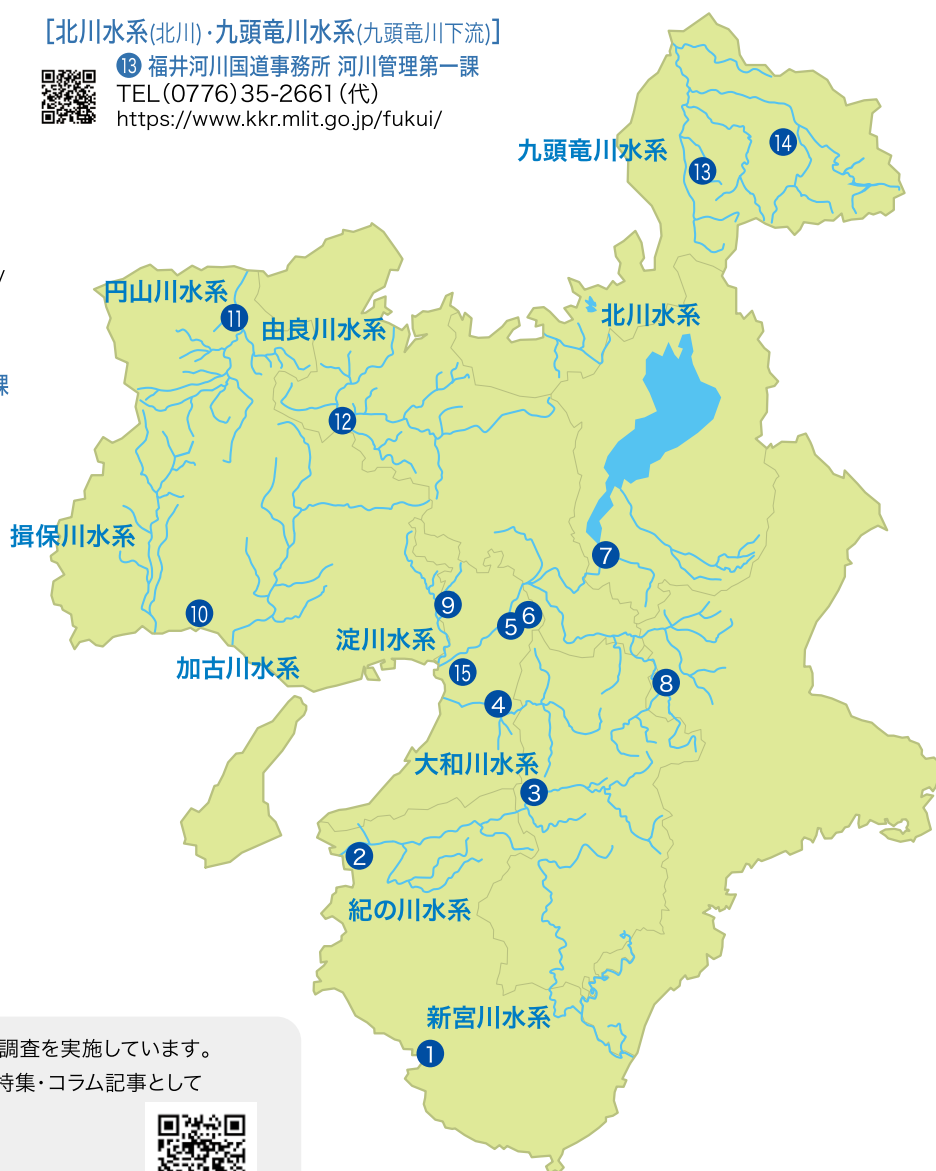 ［北川水系(北川)・九頭竜川水系(九頭竜川下流)］
⑬ 福井河川国道事務所 河川管理第一課
TEL（0776）35-2661（代）
https://www.kkr.mlit.go.jp/fukui/
九頭竜川水系
⑭
⑬
/
円山川水系
⑪
由良川水系
北川水系
課
⑫
揖保川水系
⑦
⑨
⑥
⑤
⑩
淀川水系
加古川水系
⑮
⑧
④
大和川水系
③
②
紀の川水系
新宮川水系
①
調査を実施しています。
特集・コラム記事として